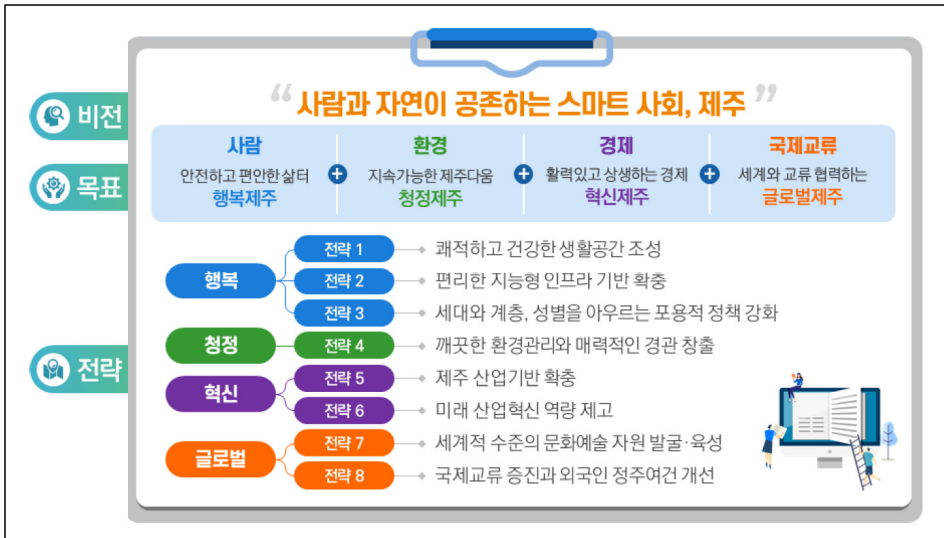 비전
“ 사람과 자연이 공존하는 스마트 사회, 제주 ”
목표
사람
안전하고 편안한 삶터
행복제주
환경
지속가능한 제주다움
청정제주
경제
활력있고 상생하는 경제
혁신제주
국제교류
세계와 교류 협력하는
글로벌제주
전략
행복
전략 1 쾌적하고 건강한 생활공간 조성
전략 2 편리한 지능형 인프라 기반 확충
전략 3 세대와 계층, 성별을 아우르는 포용적 정책 강화
청정
전략 4 깨끗한 환경관리와 매력적인 경관 창출
혁신
전략 5 제주 산업기반 확충
전략 6 미래 산업혁신 역량 제고
글로벌
전략 7 세계적 수준의 문화예술 자원 발굴·육성
전략 8 국제교류 증진과 외국인 정주여건 개선